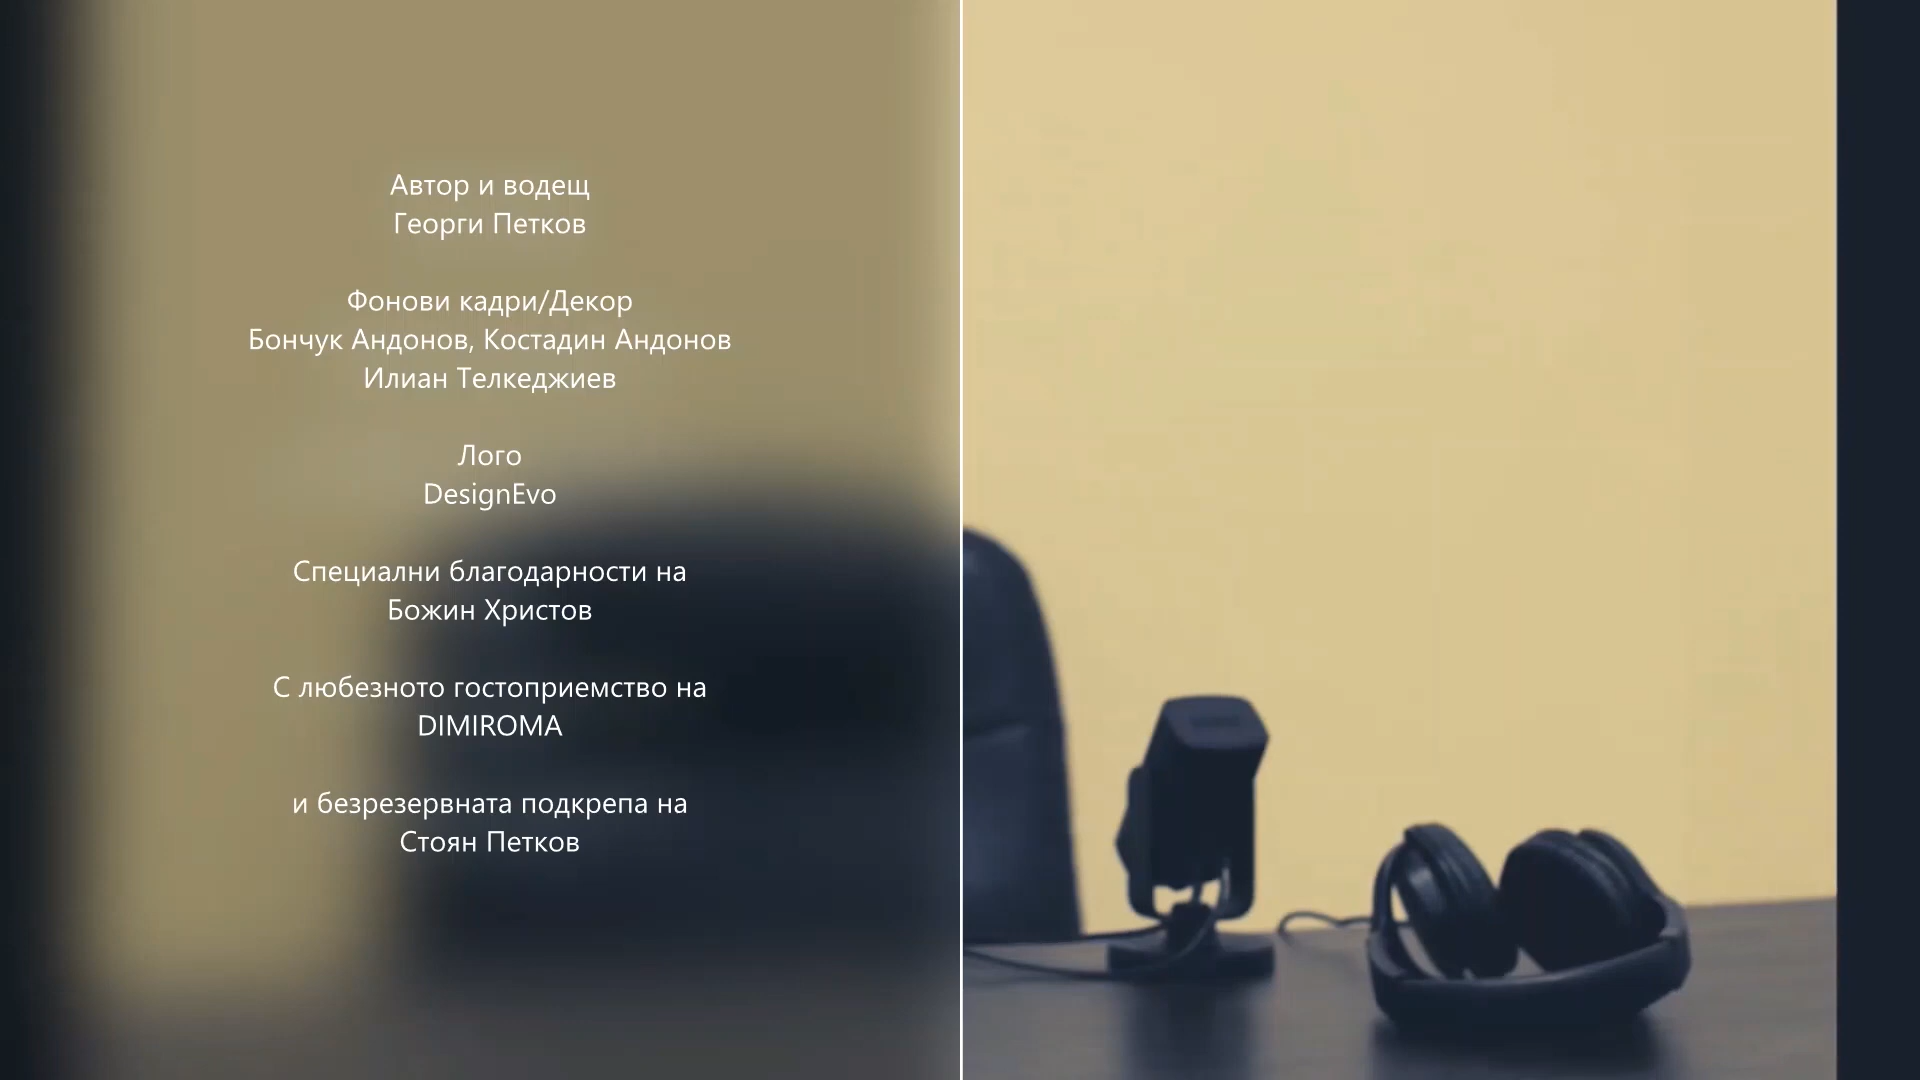 Автор и водещ
Георги Петков
Фонови кадри/Декор
Бончук Андонов, Костадин Андонов
Илиан Телкеджиев
Лого
DesignEvo
Специални благодарности на
Божин Христов
С любезното гостоприемство на
DIMIROMA
и безрезервната подкрепа на
Стоян Петков